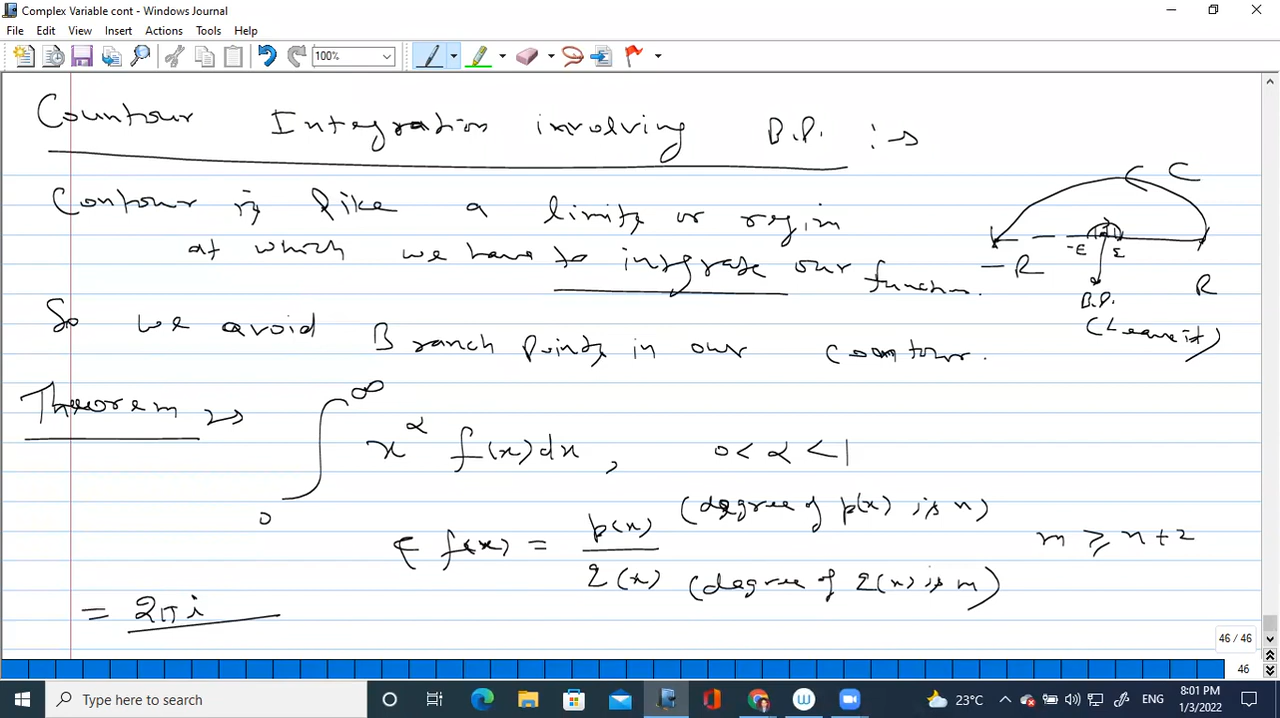 Complex Variable cont - Windows Journal
File Edit View Insert Actions Tools Help
100%
Countour Integration involving B.P. :
Contour is like a limits or region
at which we have to integrate our function.
C
-R -ε ε R
B.P.
(Leave it)
So we avoid Branch points in our contour.
Theorem → ∫₀^∞ x^α f(x) dx, 0 < α < 1
(degree of p(x) is n)
& f(x) = p(x) / q(x) m ≥ n + 2
(degree of q(x) is m)
= 2πi
46 / 46
46
Type here to search
23°C ENG 8:01 PM
1/3/2022